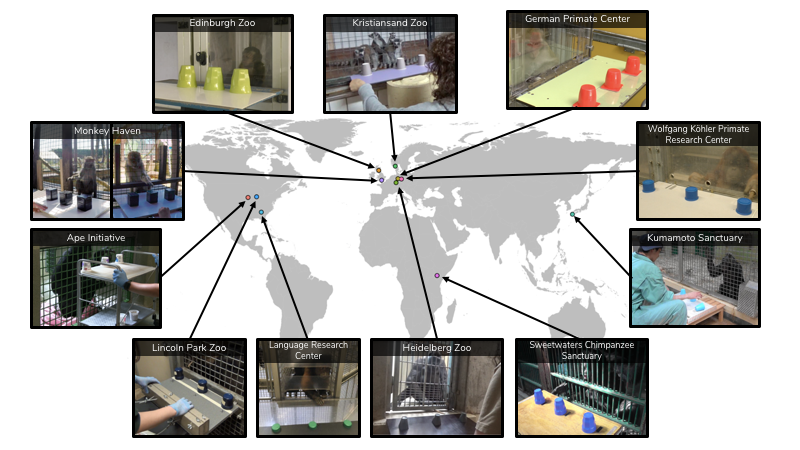 Edinburgh Zoo
Kristiansand Zoo
German Primate Center
Monkey Haven
Wolfgang Köhler Primate
Research Center
Ape Initiative
Kumamoto Sanctuary
Lincoln Park Zoo
Language Research
Center
Heidelberg Zoo
Sweetwaters Chimpanzee
Sanctuary